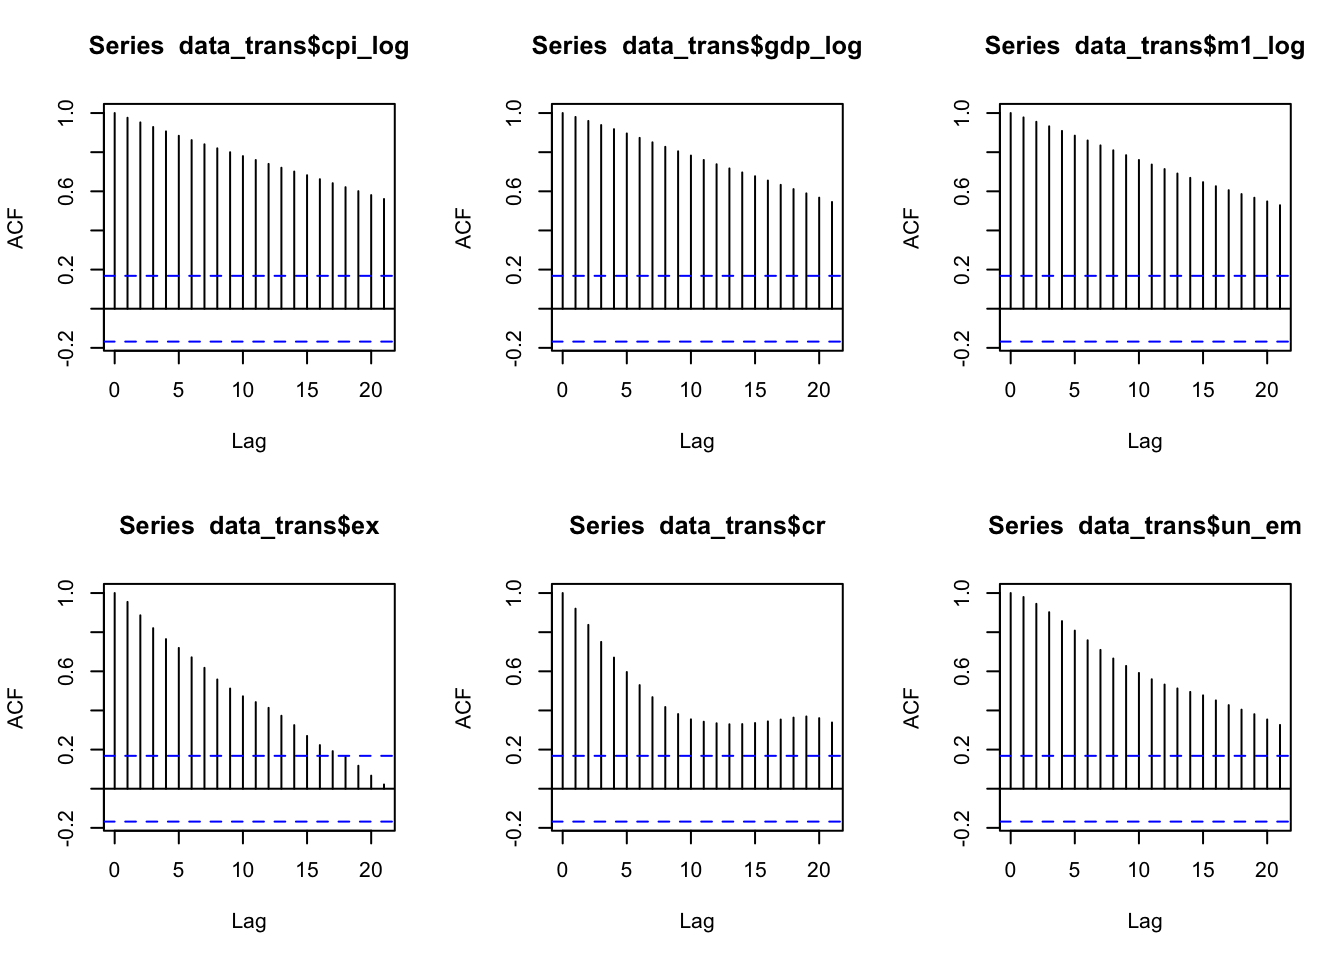 Series data_trans$cpi_log
ACF
1.0
0.6
0.2
-0.2
0 5 10 15 20
Lag
Series data_trans$gdp_log
ACF
1.0
0.6
0.2
-0.2
0 5 10 15 20
Lag
Series data_trans$m1_log
ACF
1.0
0.6
0.2
-0.2
0 5 10 15 20
Lag
Series data_trans$ex
ACF
1.0
0.6
0.2
-0.2
0 5 10 15 20
Lag
Series data_trans$cr
ACF
1.0
0.6
0.2
-0.2
0 5 10 15 20
Lag
Series data_trans$un_em
ACF
1.0
0.6
0.2
-0.2
0 5 10 15 20
Lag